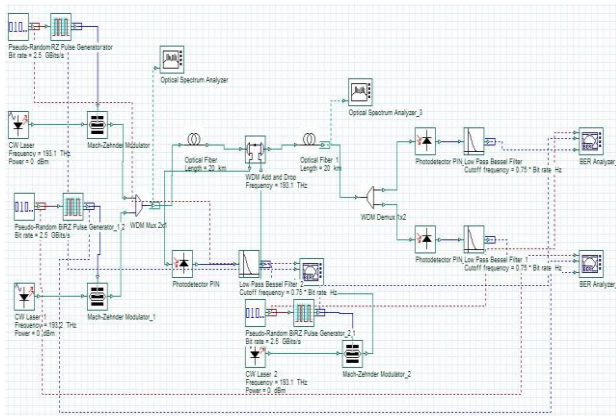 Pseudo-Random RZ Pulse Generatorator
Bit rate = 2.5 GBits/s
Optical Spectrum Analyzer
Optical Spectrum Analyzer_3
CW Laser
Frequency = 193.1 THz
Power = 0 dBm
Mach-Zehnder Modulator
Optical Fiber
Length = 20 km
WDM Add and Drop
Frequency = 193.1 THz
Optical Fiber 1
Length = 20 km
Photodetector PIN
Low Pass Bessel Filter
Cutoff frequency = 0.75 * Bit rate Hz
BER Analyzer_
WDM Mux 2x1
WDM Demux 1x2
Pseudo-Random BiRZ Pulse Generator_1_2
Bit rate = 2.5 GBits/s
Photodetector PIN
Low Pass Bessel Filter 1
Cutoff frequency = 0.75 * Bit rate Hz
BER Analyzer_
Photodetector PIN
Low Pass Bessel Filter 2
Cutoff frequency = 0.75 * Bit rate Hz
CW Laser 1
Frequency = 193.2 THz
Power = 0 dBm
Mach-Zehnder Modulator_1
Pseudo-Random BiRZ Pulse Generator_2_1
Bit rate = 2.5 GBits/s
CW Laser 2
Frequency = 193.1 THz
Power = 0 dBm
Mach-Zehnder Modulator_2